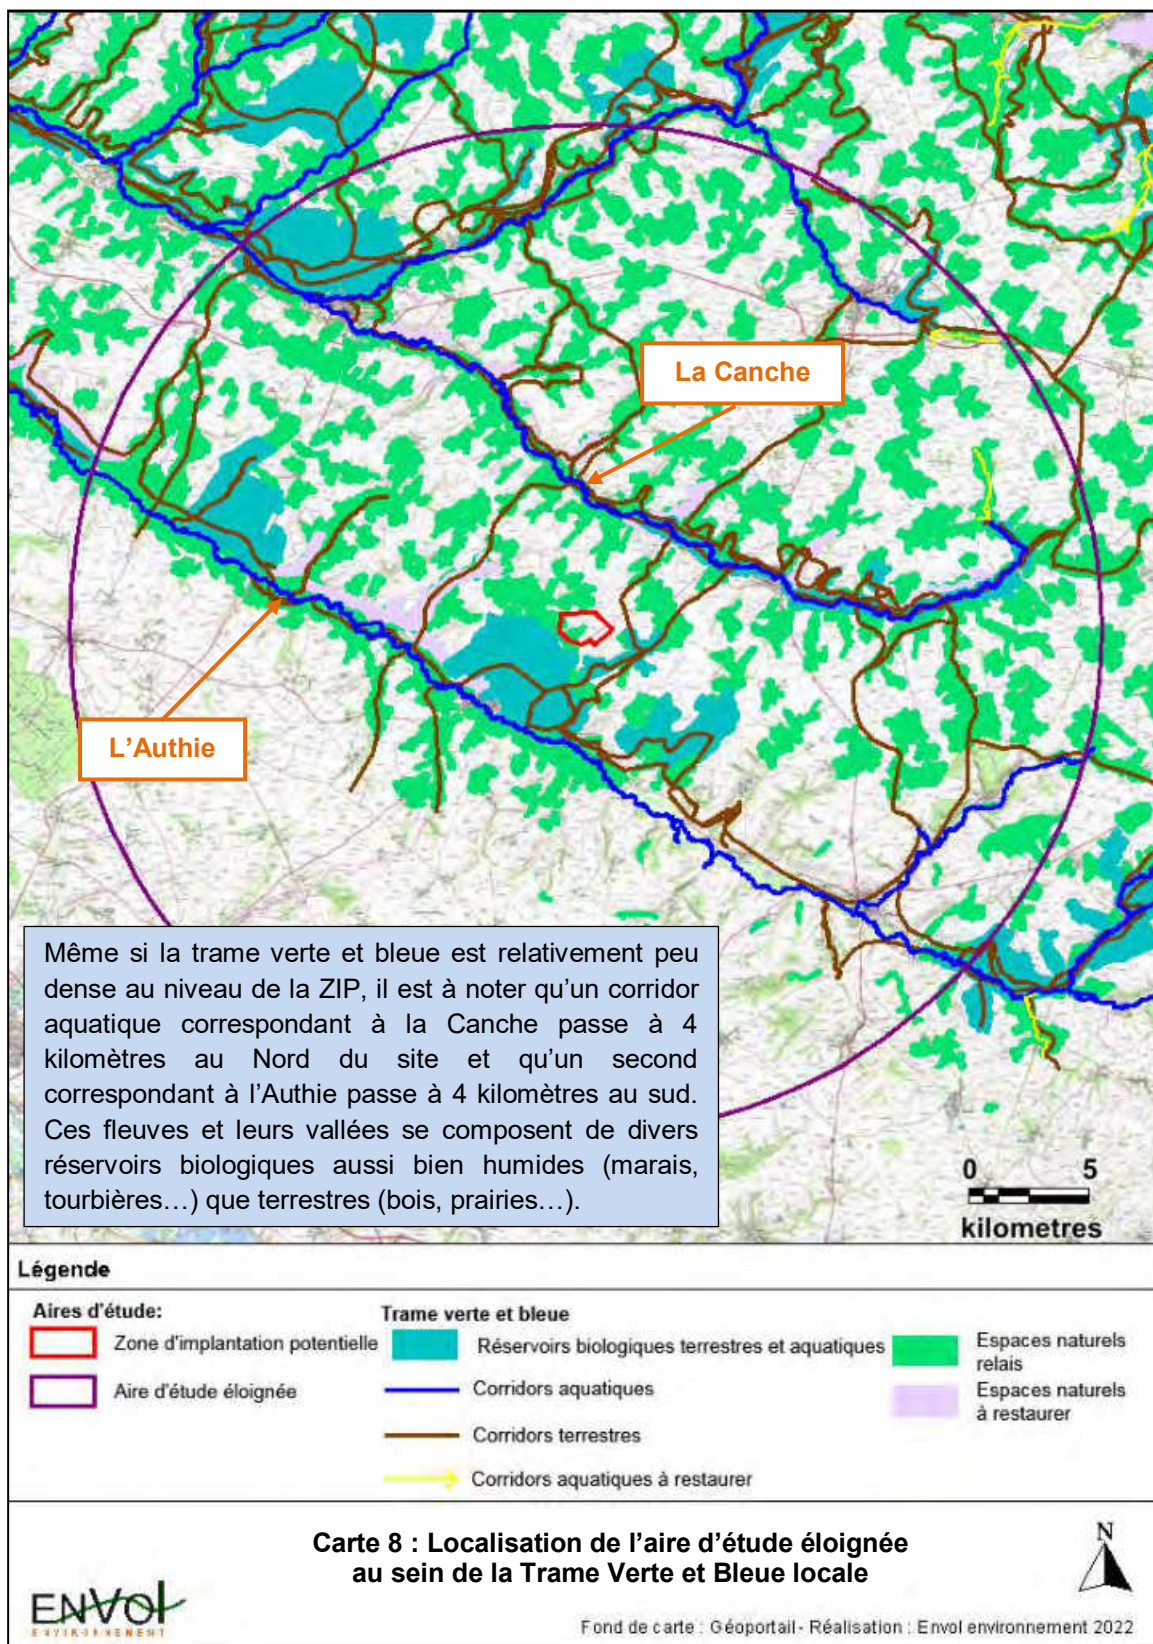 La Canche
L'Authie
Même si la trame verte et bleue est relativement peu
dense au niveau de la ZIP, il est à noter qu'un corridor
aquatique correspondant à la Canche passe à 4
kilomètres au Nord du site et qu'un second
correspondant à l'Authie passe à 4 kilomètres au sud.
Ces fleuves et leurs vallées se composent de divers
réservoirs biologiques aussi bien humides (marais,
tourbières…) que terrestres (bois, prairies…).
0 5
kilometres
Légende
Aires d'étude:
Zone d'implantation potentielle
Aire d'étude éloignée
Trame verte et bleue
Réservoirs biologiques terrestres et aquatiques
Corridors aquatiques
Corridors terrestres
Corridors aquatiques à restaurer
Espaces naturels
relais
Espaces naturels
à restaurer
Carte 8 : Localisation de l'aire d'étude éloignée
au sein de la Trame Verte et Bleue locale
N
ENVOL
ENVIRONNEMENT
Fond de carte : Géoportail - Réalisation : Envol environnement 2022